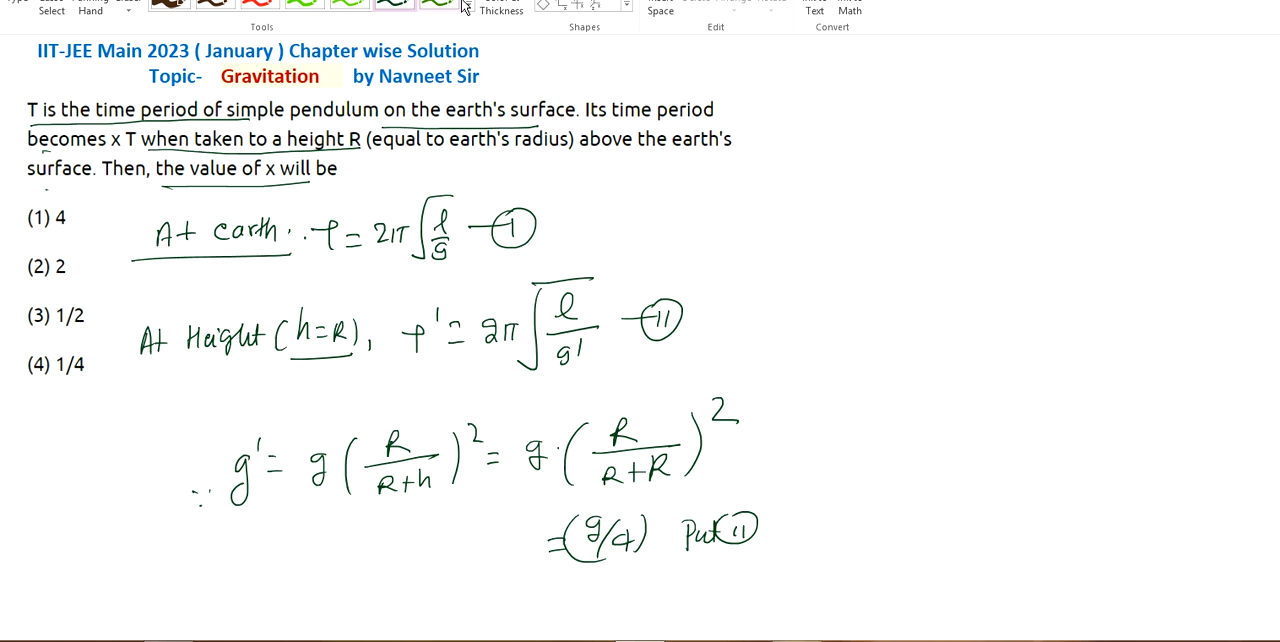 Select Hand Thickness Space Text Math
Tools Shapes Edit Convert
IIT-JEE Main 2023 ( January ) Chapter wise Solution
Topic- Gravitation by Navneet Sir
T is the time period of simple pendulum on the earth's surface. Its time period
becomes x T when taken to a height R (equal to earth's radius) above the earth's
surface. Then, the value of x will be
(1) 4
(2) 2
(3) 1/2
(4) 1/4
At earth T = 2π√(l/g) — I
At Height (h=R), T' = 2π√(l/g') — II
∵ g' = g (R/(R+h))² = g·(R/(R+R))²
= (g/4) Put II